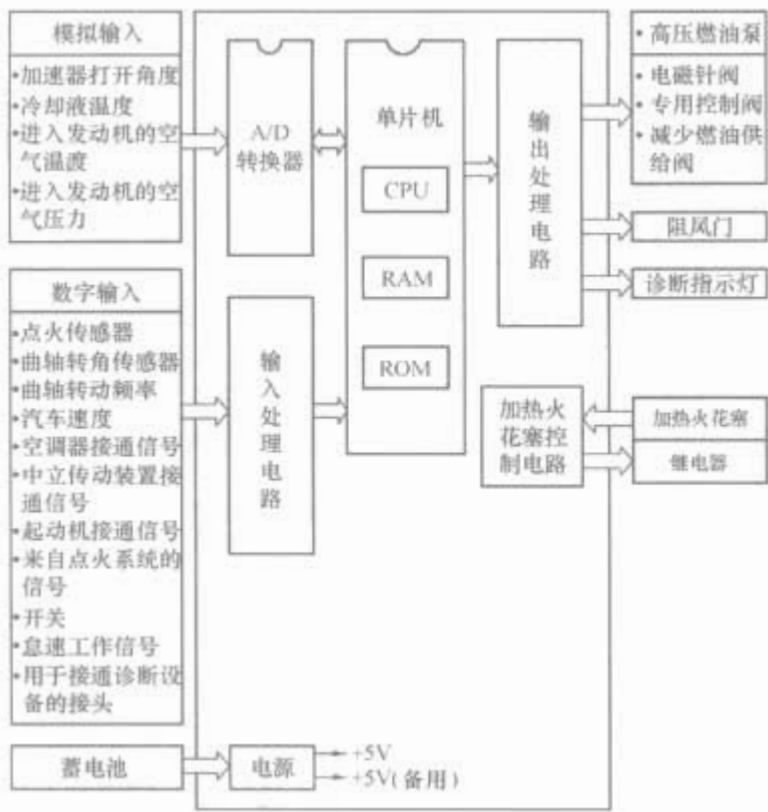 模拟输入
•加速器打开角度
•冷却液温度
•进入发动机的空
气温度
•进入发动机的空
气压力
数字输入
•点火传感器
•曲轴转角传感器
•曲轴转动频率
•汽车速度
•空调器接通信号
•中立传动装置接
通信号
•起动机接通信号
•来自点火系统的
信号
•开关
•怠速工作信号
•用于接通诊断设
备的接头
蓄电池
A/D
转换器
输入处理电路
电源
+5V
+5V(备用)
单片机
CPU
RAM
ROM
输出处理电路
加热火
花塞控
制电路
•高压燃油泵
•电磁针阀
•专用控制阀
•减少燃油供
给阀
阻风门
诊断指示灯
加热火花塞
继电器